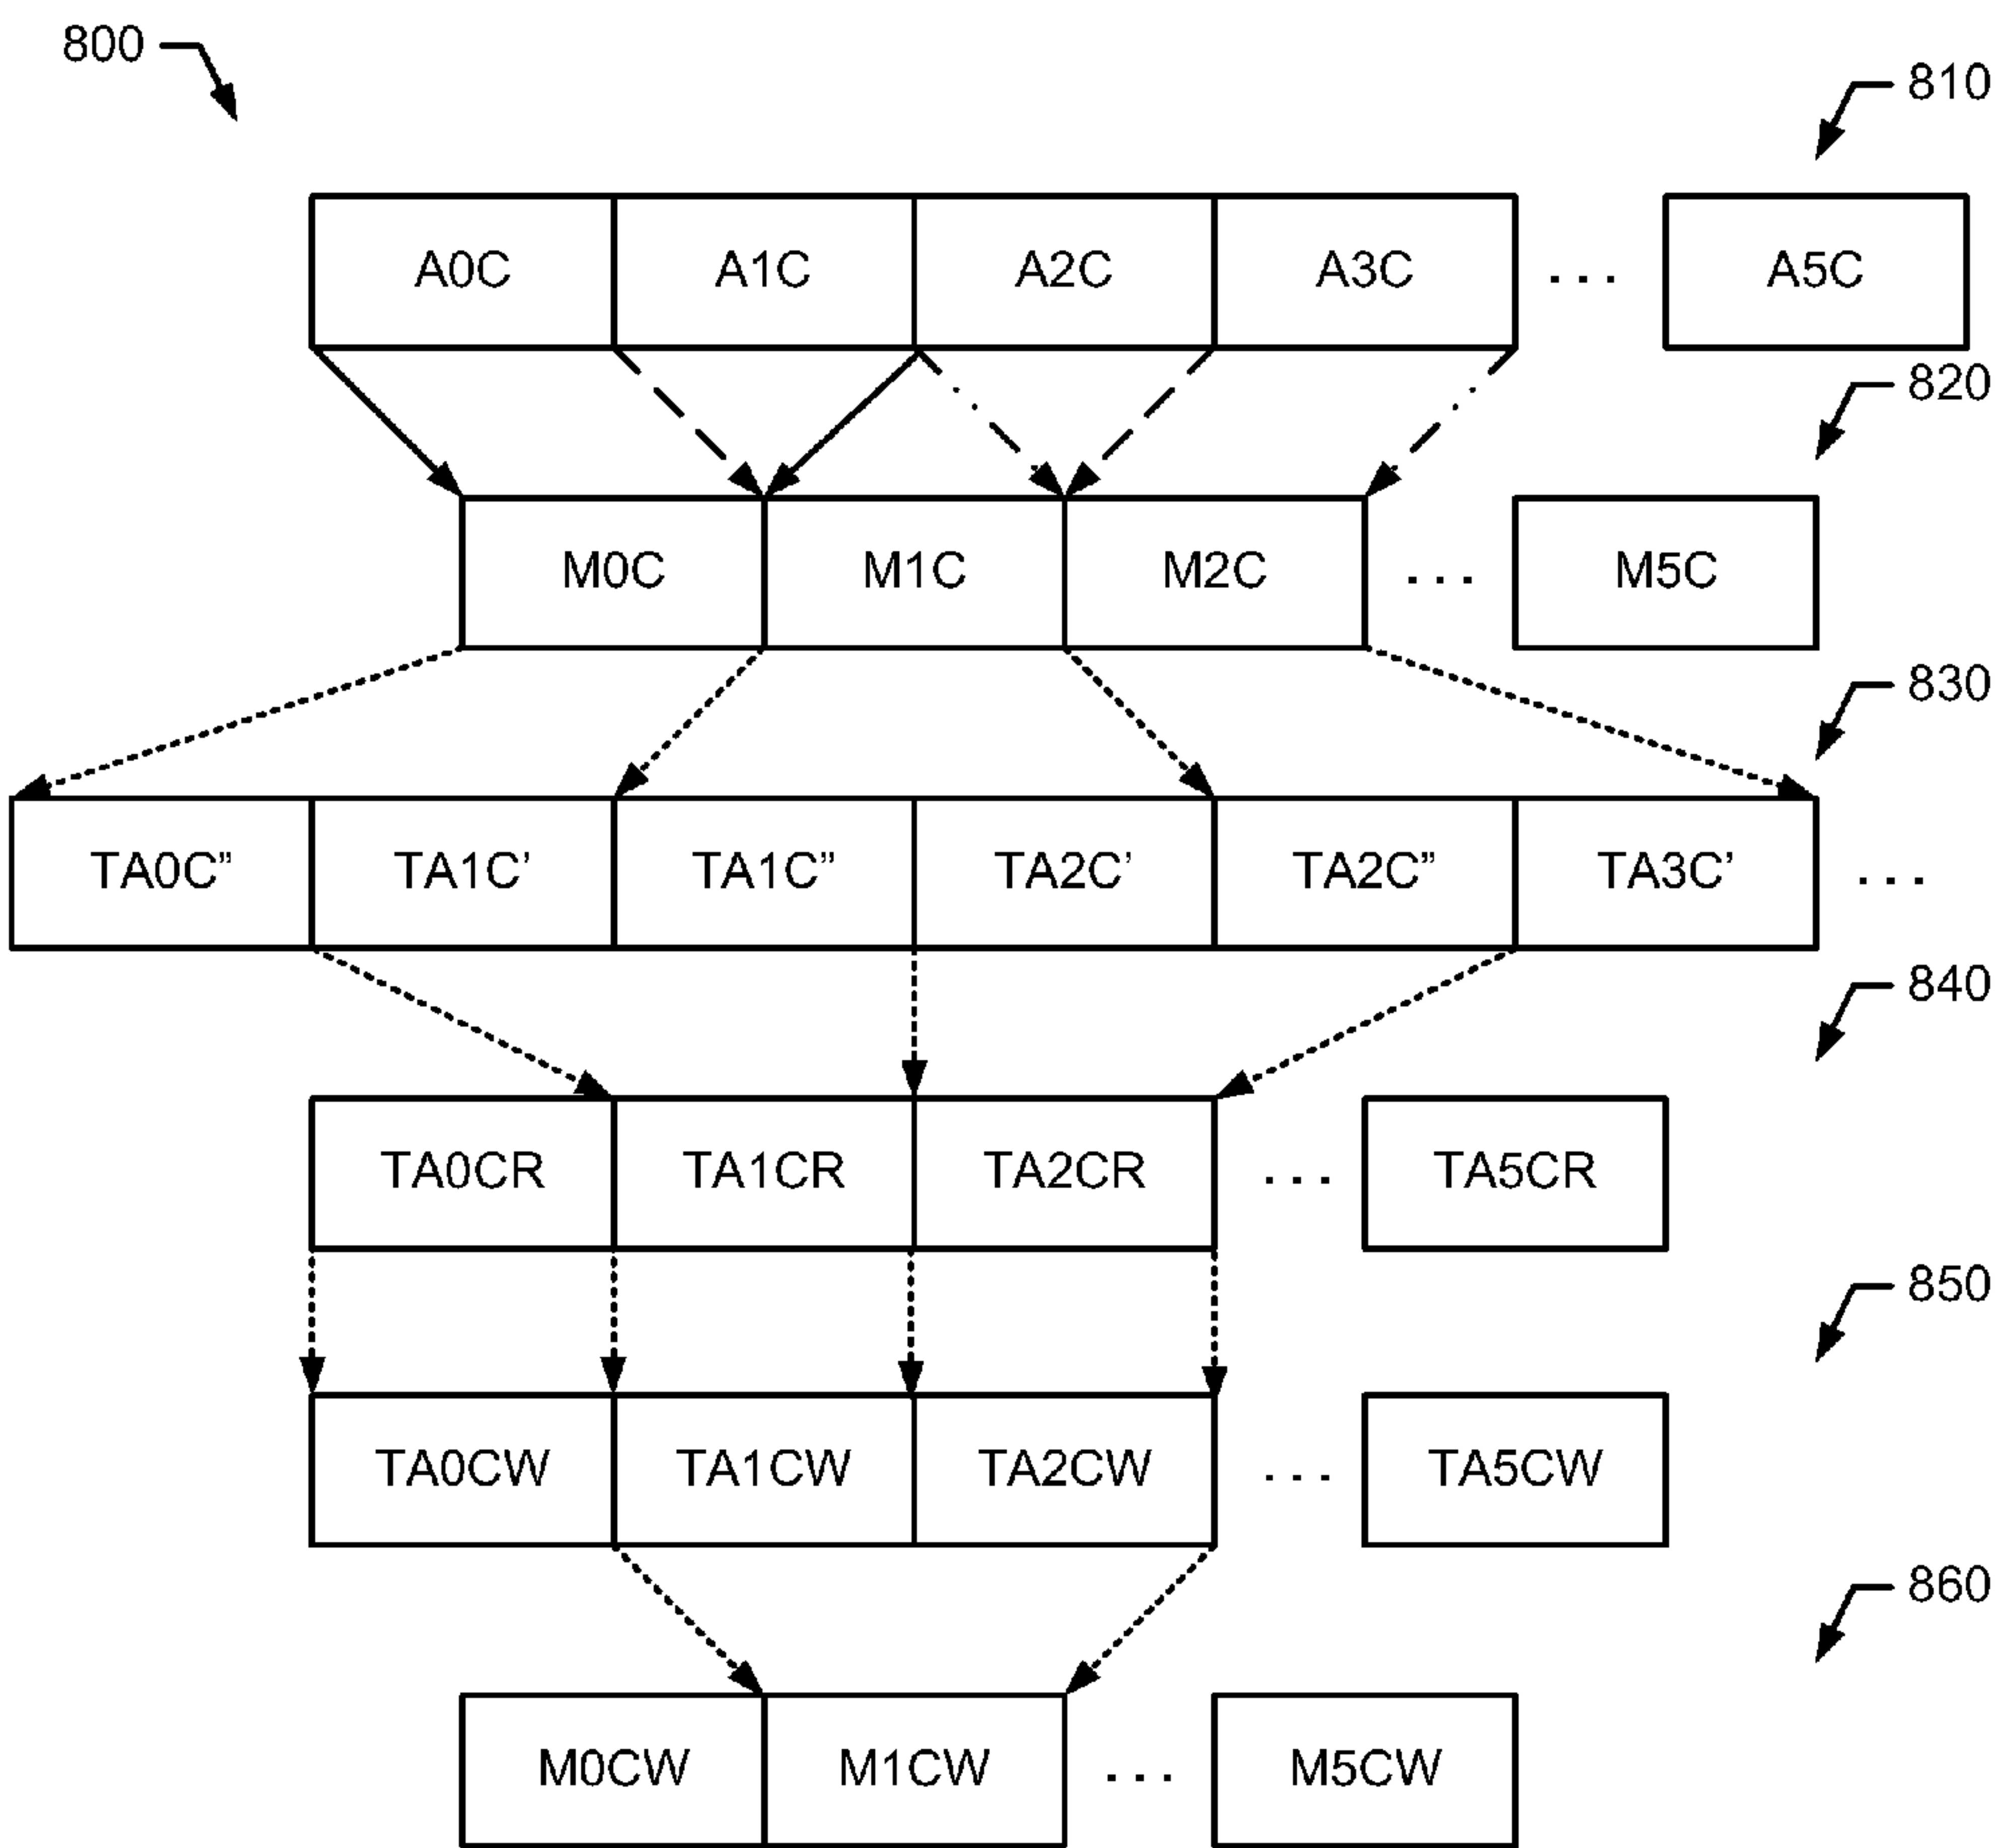 800
810
A0C A1C A2C A3C ... A5C
820
M0C M1C M2C ... M5C
830
TA0C” TA1C’ TA1C” TA2C’ TA2C” TA3C’ ...
840
TA0CR TA1CR TA2CR ... TA5CR
850
TA0CW TA1CW TA2CW ... TA5CW
860
M0CW M1CW ... M5CW